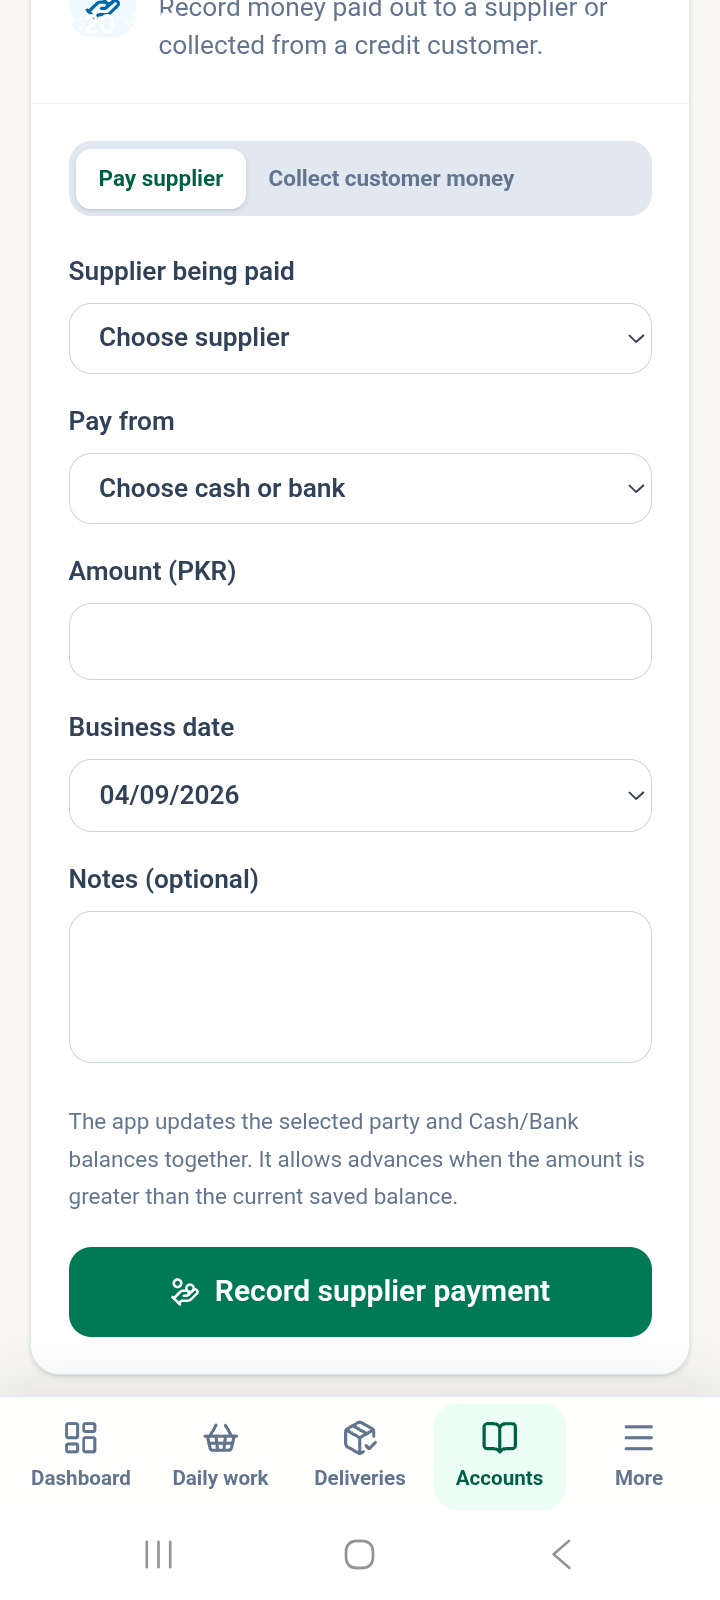 Record money paid out to a supplier or
collected from a credit customer.
Pay supplier
Collect customer money
Supplier being paid
Choose supplier
Pay from
Choose cash or bank
Amount (PKR)
Business date
04/09/2026
Notes (optional)
The app updates the selected party and Cash/Bank
balances together. It allows advances when the amount is
greater than the current saved balance.
Record supplier payment
Dashboard
Daily work
Deliveries
Accounts
More